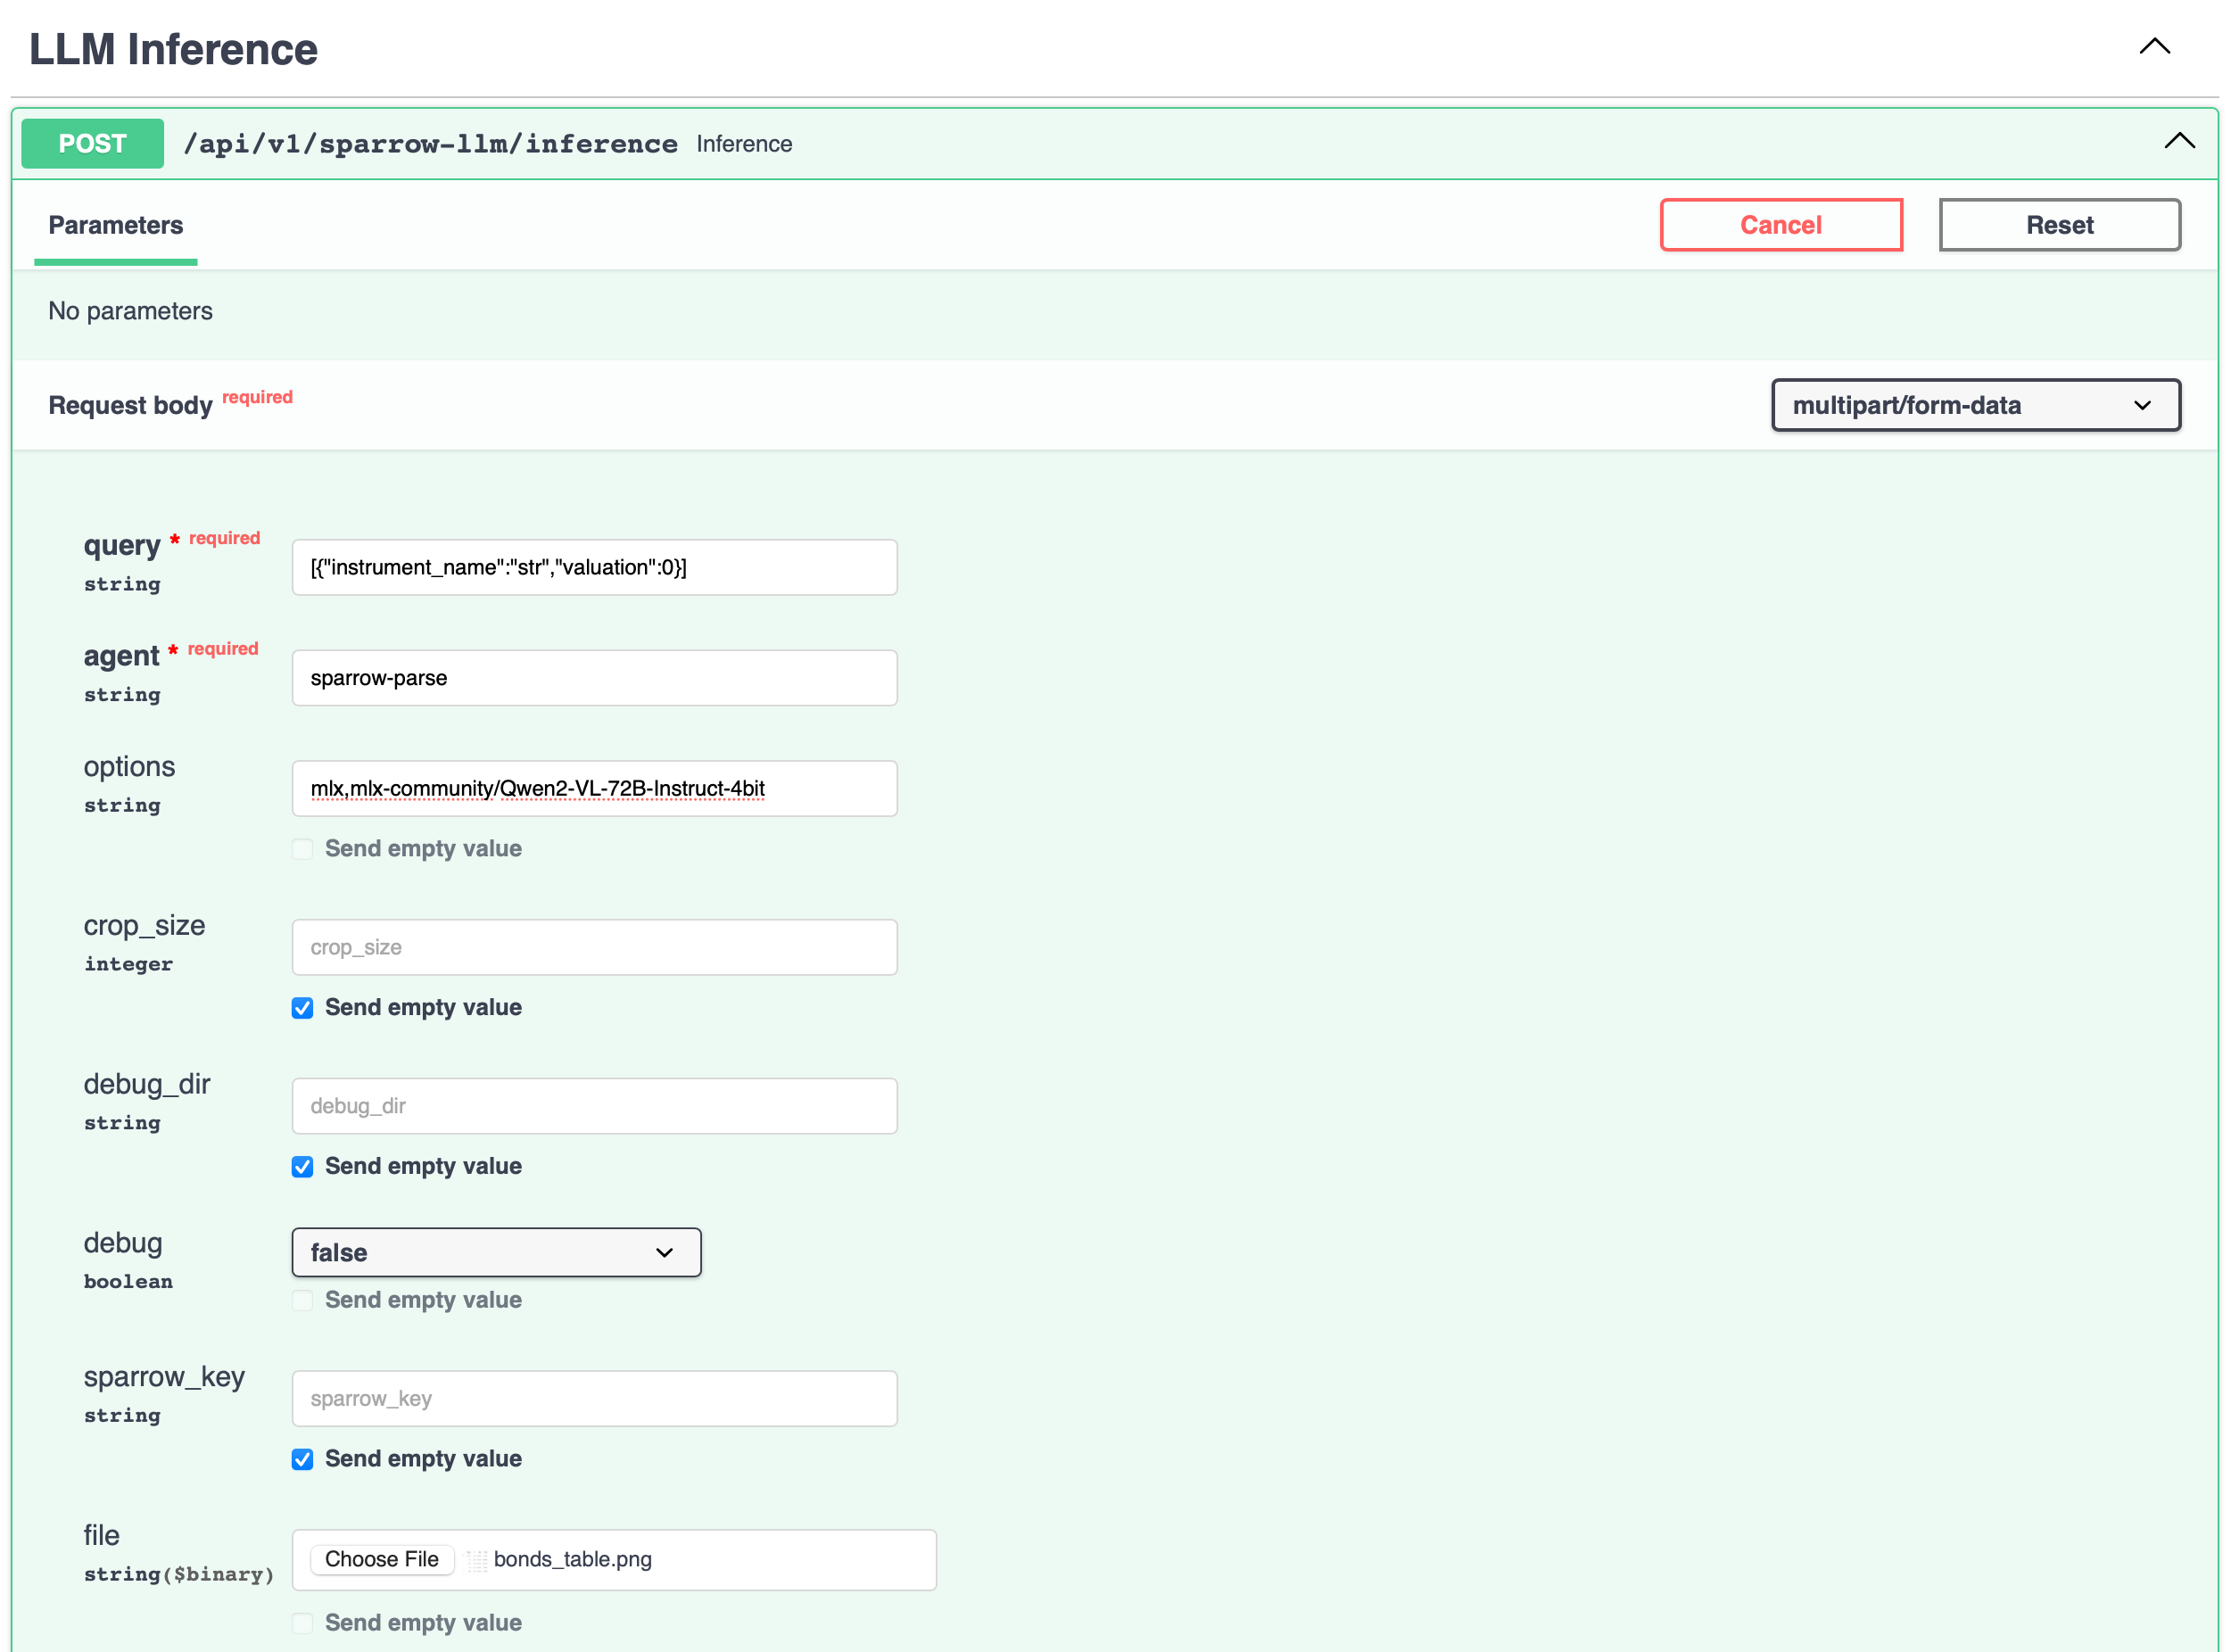 LLM Inference
POST /api/v1/sparrow-llm/inference Inference
Parameters Cancel Reset
No parameters
Request body required multipart/form-data
query * required
string
[{"instrument_name":"str","valuation":0}]
agent * required
string
sparrow-parse
options
string
mlx,mlx-community/Qwen2-VL-72B-Instruct-4bit
Send empty value
crop_size
integer
crop_size
Send empty value
debug_dir
string
debug_dir
Send empty value
debug
boolean
false
Send empty value
sparrow_key
string
sparrow_key
Send empty value
file
string($binary)
Choose File bonds_table.png
Send empty value